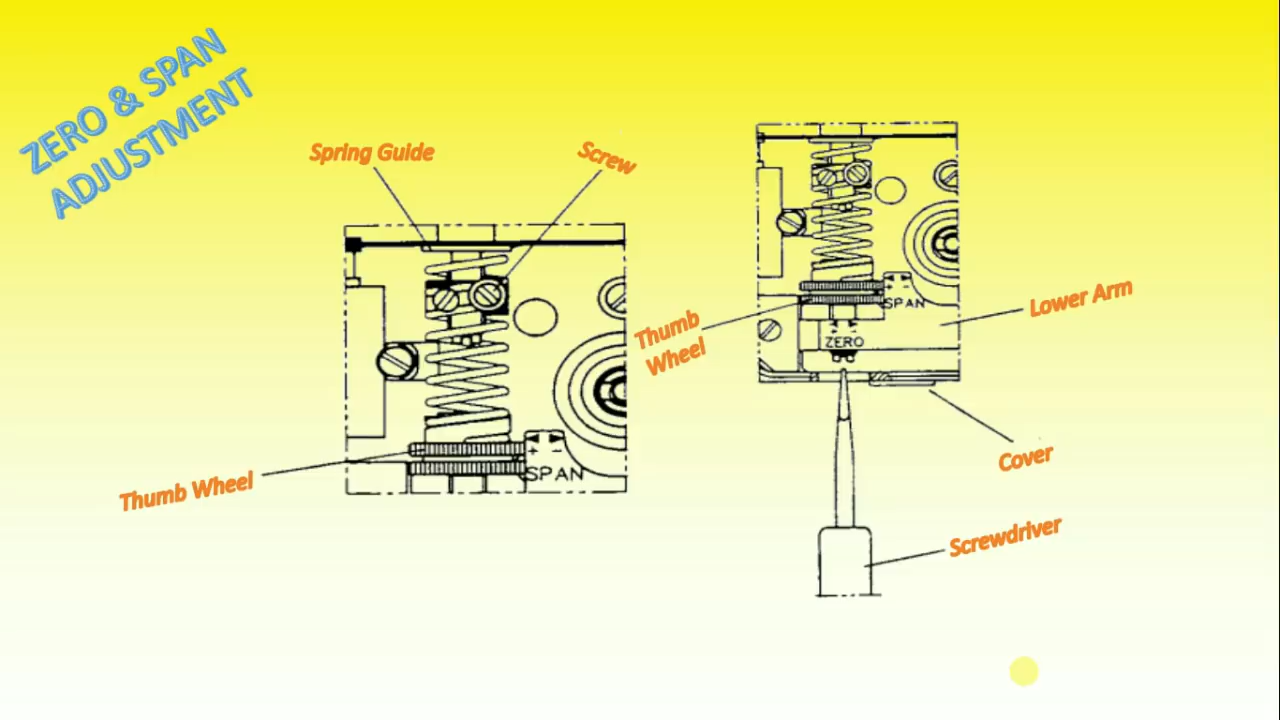 ZERO & SPAN
ADJUSTMENT
Spring Guide
Screw
Thumb Wheel
+ -
SPAN
Thumb
Wheel
+ -
SPAN
- +
ZERO
Lower Arm
Cover
Screwdriver